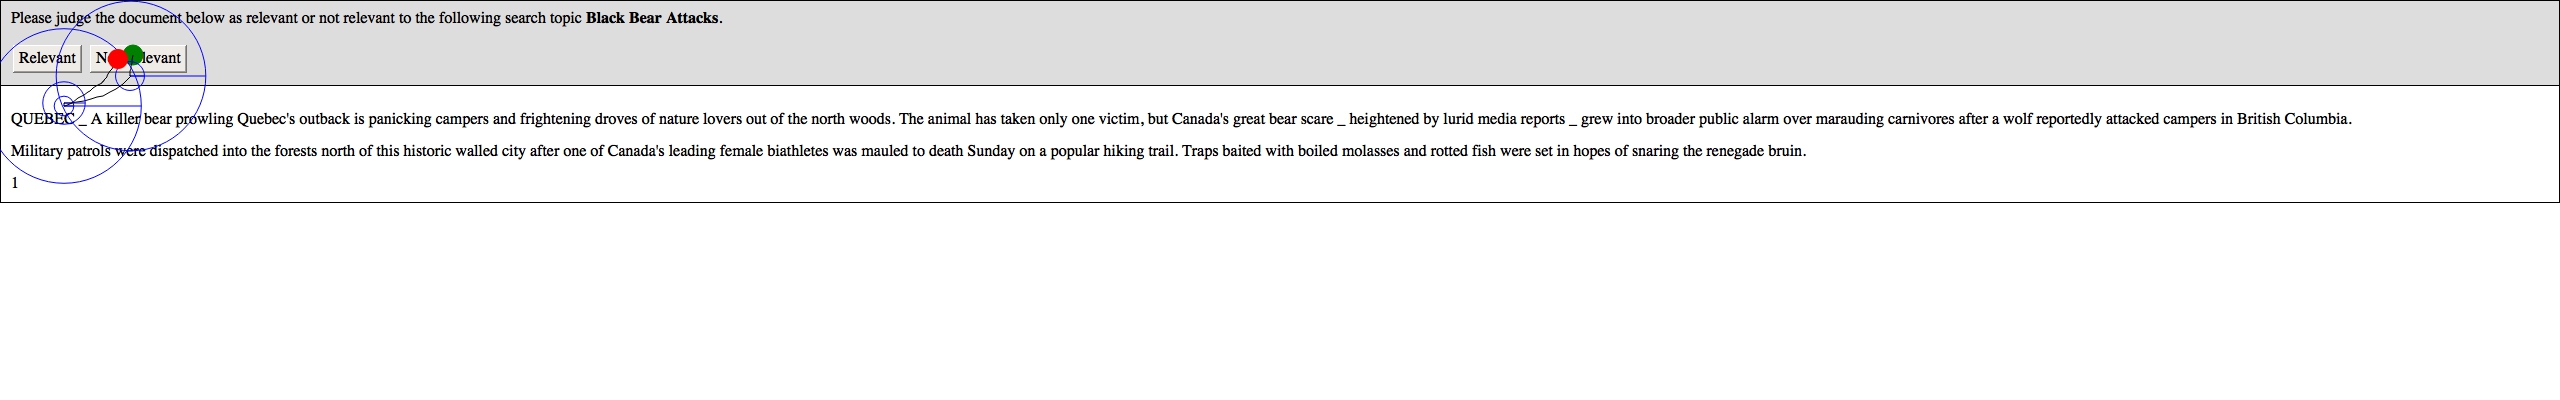 Please judge the document below as relevant or not relevant to the following search topic Black Bear Attacks.
Relevant
QUEBEC _ A killer bear prowling Quebec's outback is panicking campers and frightening droves of nature lovers out of the north woods. The animal has taken only one victim, but Canada's great bear scare _ heightened by lurid media reports _ grew into broader public alarm over marauding carnivores after a wolf reportedly attacked campers in British Columbia.
Military patrols were dispatched into the forests north of this historic walled city after one of Canada's leading female biathletes was mauled to death Sunday on a popular hiking trail. Traps baited with boiled molasses and rotted fish were set in hopes of snaring the renegade bruin.
1